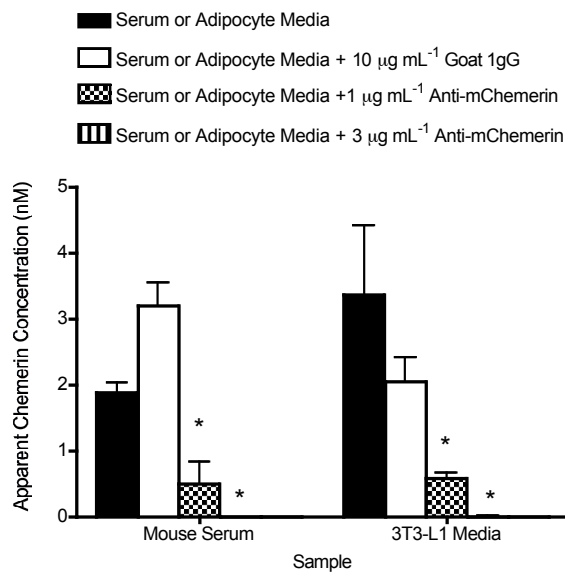 Serum or Adipocyte Media
Serum or Adipocyte Media + 10 μg mL⁻¹ Goat 1gG
Serum or Adipocyte Media +1 μg mL⁻¹ Anti-mChemerin
Serum or Adipocyte Media + 3 μg mL⁻¹ Anti-mChemerin
Apparent Chemerin Concentration (nM)
5
4
3
2
1
0
*
*
*
*
Mouse Serum
3T3-L1 Media
Sample